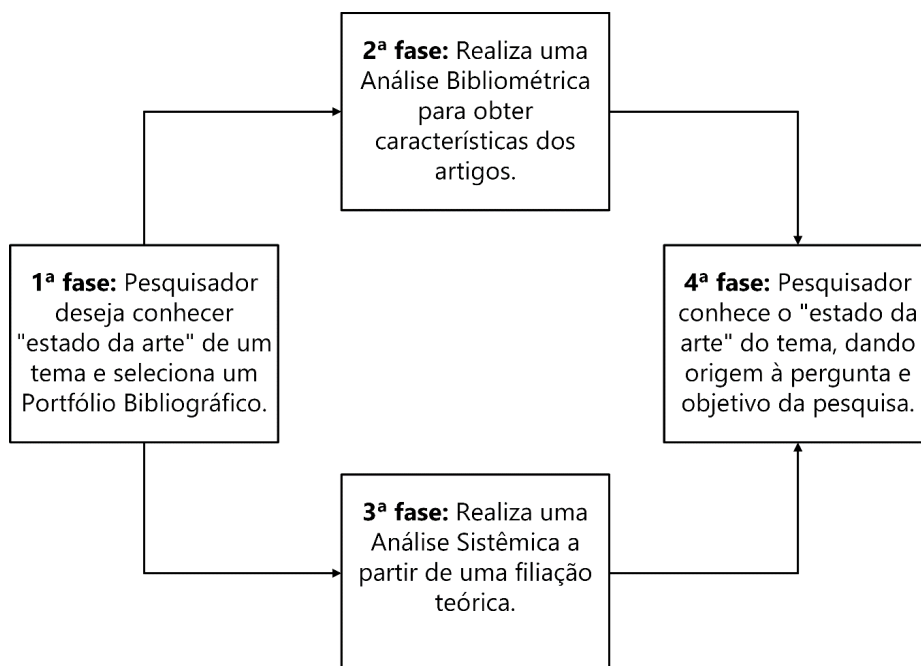 2ª fase: Realiza uma
Análise Bibliométrica
para obter
características dos
artigos.
1ª fase: Pesquisador
deseja conhecer
"estado da arte" de um
tema e seleciona um
Portfólio Bibliográfico.
4ª fase: Pesquisador
conhece o "estado da
arte" do tema, dando
origem à pergunta e
objetivo da pesquisa.
3ª fase: Realiza uma
Análise Sistêmica a
partir de uma filiação
teórica.